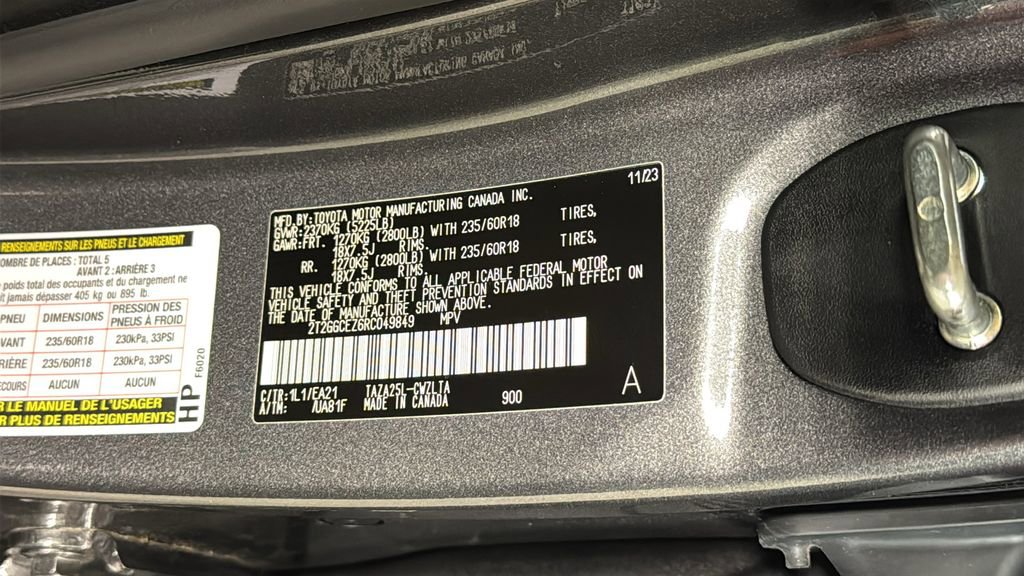 RENSEIGNEMENTS SUR LES PNEUS ET LE CHARGEMENT
NOMBRE DE PLACES: TOTAL 5
AVANT 2: ARRIÈRE 3
poids total des occupants et du chargement ne
jamais dépasser 405 kg ou 895 lb.
PNEU DIMENSIONS PRESSION DES PNEUS À FROID
AVANT 235/60R18 230kPa, 33PSI
ARRIÈRE 235/60R18 230kPa, 33PSI
SECOURS AUCUN AUCUN
LE MANUEL DE L'USAGER
PLUS DE RENSEIGNEMENTS
HP F6020
11/23
MFD.BY:TOYOTA MOTOR MANUFACTURING CANADA INC.
GVWR:2370KG (5225LB)
GAWR:FRT. 1270KG (2800LB) WITH 235/60R18 TIRES,
18X7.5J RIMS
RR. 1270KG (2800LB) WITH 235/60R18 TIRES,
18X7.5J RIMS
THIS VEHICLE CONFORMS TO ALL APPLICABLE FEDERAL MOTOR
VEHICLE SAFETY AND THEFT PREVENTION STANDARDS IN EFFECT ON
THE DATE OF MANUFACTURE SHOWN ABOVE.
2T2GGCEZ6RC049849 MPV
C/TR:1L1/EA21 TAZA25L-CWZLTA
A/TM: /UA81F MADE IN CANADA 900 A